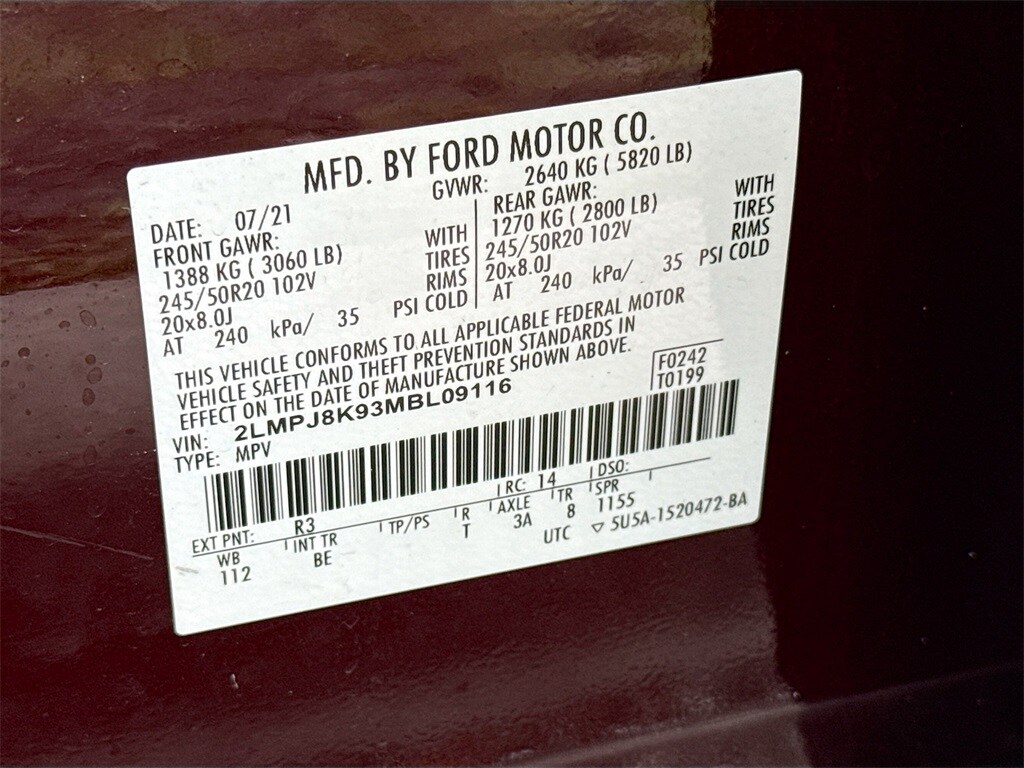 MFD. BY FORD MOTOR CO.
DATE: 07/21
GVWR: 2640 KG ( 5820 LB)
FRONT GAWR:
1388 KG ( 3060 LB) WITH
245/50R20 102V TIRES
20x8.0J RIMS
AT 240 kPa/ 35 PSI COLD
REAR GAWR:
1270 KG ( 2800 LB) WITH
245/50R20 102V TIRES
20x8.0J RIMS
AT 240 kPa/ 35 PSI COLD
THIS VEHICLE CONFORMS TO ALL APPLICABLE FEDERAL MOTOR
VEHICLE SAFETY AND THEFT PREVENTION STANDARDS IN
EFFECT ON THE DATE OF MANUFACTURE SHOWN ABOVE.
F0242
T0199
VIN: 2LMPJ8K93MBL09116
TYPE: MPV
EXT PNT: R3 RC: 14 DSO:
WB INT TR TP/PS R AXLE TR SPR
112 BE T 3A 8 1155
UTC ▽ 5U5A-1520472-BA